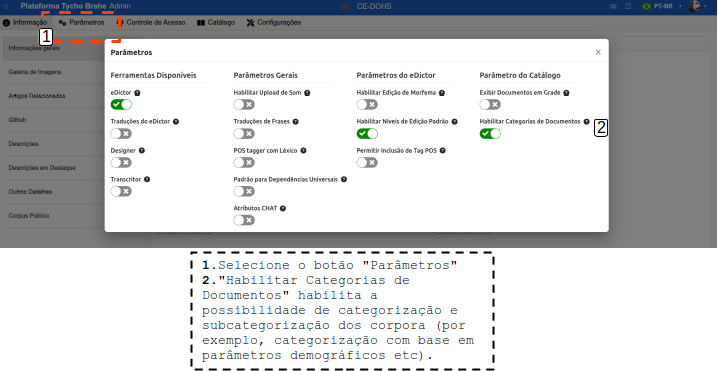 Plataforma Tycho Brahe Admin
CE-DOHS
PT-BR
Informação
Parâmetros
Controle de Acesso
Catálogo
Configurações
1
Informações gerais
Galeria de Imagens
Artigos Relacionados
Github
Descrições
Descrições em Destaque
Outros Detalhes
Corpus Público
Parâmetros
×
Ferramentas Disponíveis
eDictor
Traduções do eDictor
Designer
Transcritor
Parâmetros Gerais
Habilitar Upload de Som
Traduções de Frases
POS tagger com Léxico
Padrão para Dependências Universais
Atributos CHAT
Parâmetros do eDictor
Habilitar Edição de Morfema
Habilitar Níveis de Edição Padrão
Permitir Inclusão de Tag POS
Parâmetro do Catálogo
Exibir Documentos em Grade
Habilitar Categorias de Documentos
2
1.Selecione o botão "Parâmetros"
2."Habilitar Categorias de
Documentos" habilita a
possibilidade de categorização e
subcategorização dos corpora (por
exemplo, categorização com base em
parâmetros demográficos etc).